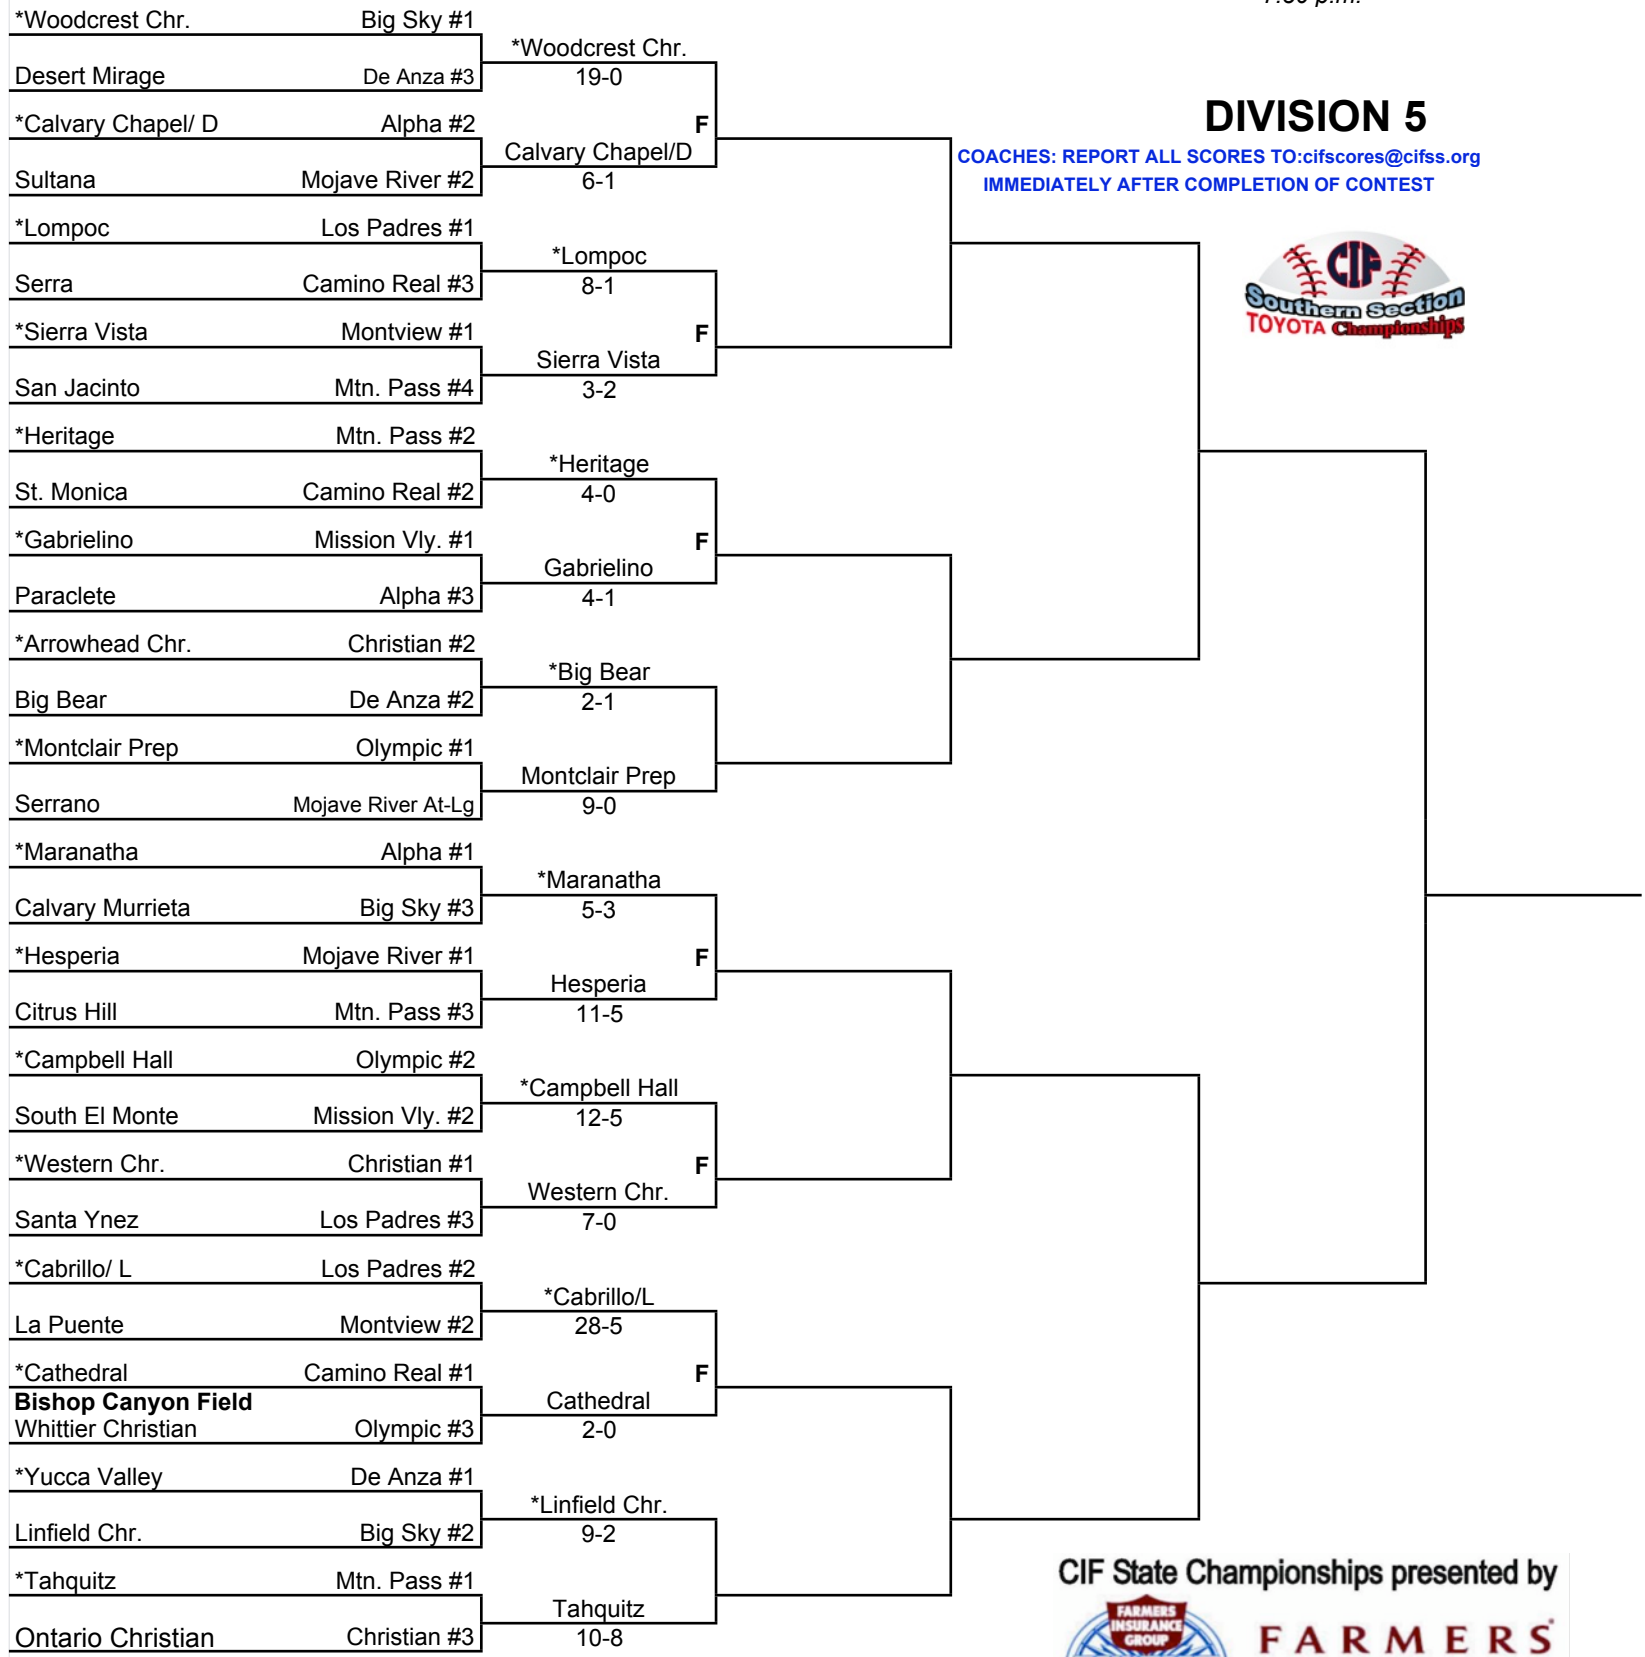 7:30 p.m.
*Woodcrest Chr. Big Sky #1
*Woodcrest Chr.
Desert Mirage De Anza #3
19-0
*Calvary Chapel/ D Alpha #2
F
Calvary Chapel/D
Sultana Mojave River #2
6-1
DIVISION 5
COACHES: REPORT ALL SCORES TO:cifscores@cifss.org
IMMEDIATELY AFTER COMPLETION OF CONTEST
CIF
Southern Section
TOYOTA Championships
*Lompoc Los Padres #1
*Lompoc
Serra Camino Real #3
8-1
*Sierra Vista Montview #1
F
Sierra Vista
San Jacinto Mtn. Pass #4
3-2
*Heritage Mtn. Pass #2
*Heritage
St. Monica Camino Real #2
4-0
*Gabrielino Mission Vly. #1
F
Gabrielino
Paraclete Alpha #3
4-1
*Arrowhead Chr. Christian #2
*Big Bear
Big Bear De Anza #2
2-1
*Montclair Prep Olympic #1
Montclair Prep
Serrano Mojave River At-Lg
9-0
*Maranatha Alpha #1
*Maranatha
Calvary Murrieta Big Sky #3
5-3
*Hesperia Mojave River #1
F
Hesperia
Citrus Hill Mtn. Pass #3
11-5
*Campbell Hall Olympic #2
*Campbell Hall
South El Monte Mission Vly. #2
12-5
*Western Chr. Christian #1
F
Western Chr.
Santa Ynez Los Padres #3
7-0
*Cabrillo/ L Los Padres #2
*Cabrillo/L
La Puente Montview #2
28-5
*Cathedral Camino Real #1
F
Bishop Canyon Field
Cathedral
Whittier Christian Olympic #3
2-0
*Yucca Valley De Anza #1
*Linfield Chr.
Linfield Chr. Big Sky #2
9-2
*Tahquitz Mtn. Pass #1
Tahquitz
Ontario Christian Christian #3
10-8
CIF State Championships presented by
FARMERS
INSURANCE
GROUP
FARMERS